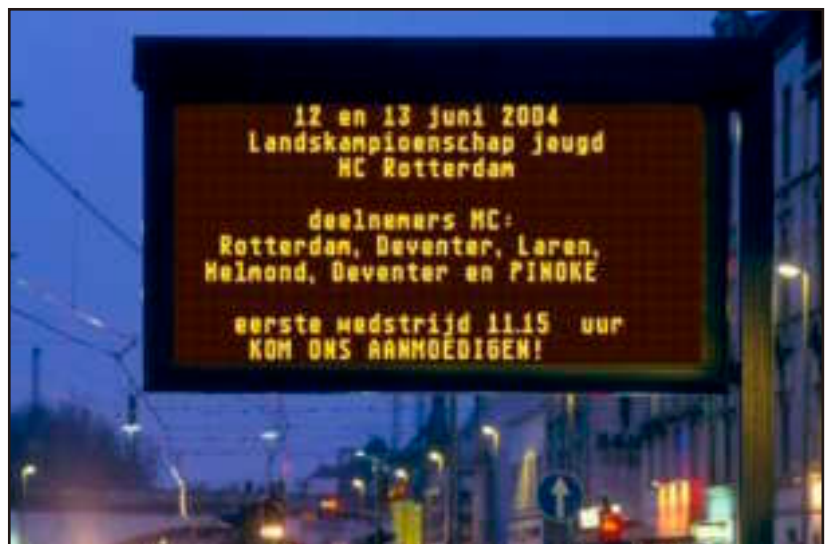 12 en 13 juni 2004
Landskampioenschap jeugd
HC Rotterdam
deelnemers HC:
Rotterdam, Deventer, Laren,
Helmond, Deventer en PINOKE
eerste wedstrijd 11.15 uur
KOM ONS AANMOEDIGEN!